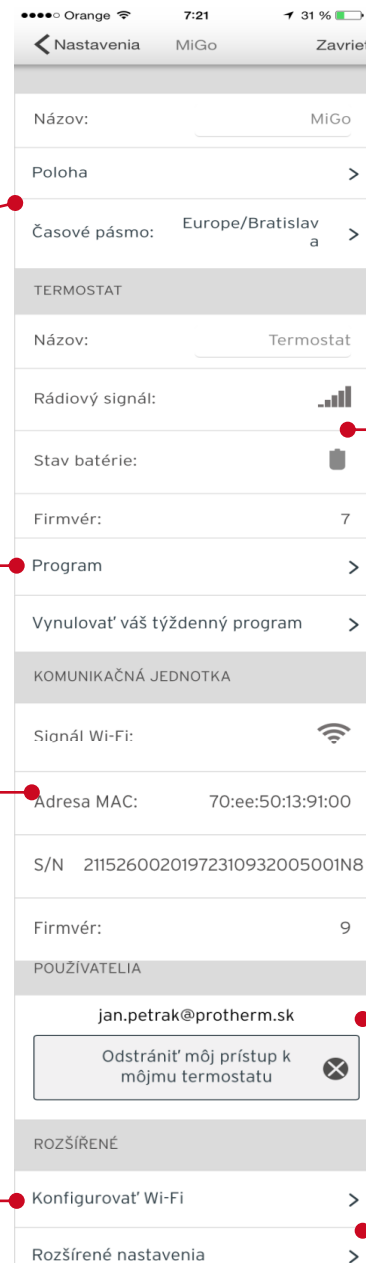 Orange 7:21 31 %
Nastavenia MiGo Zavrieť
Názov: MiGo
Poloha
Časové pásmo: Europe/Bratislav
a
TERMOSTAT
Názov: Termostat
Rádiový signál:
Stav batérie:
Firmvér: 7
Program
Vynulovať váš týždenný program
KOMUNIKAČNÁ JEDNOTKA
Signál Wi-Fi:
Adresa MAC: 70:ee:50:13:91:00
S/N 21152600201972310932005001N8
Firmvér: 9
POUŽÍVATELIA
jan.petrak@protherm.sk
Odstrániť môj prístup k
môjmu termostatu
ROZŠÍŘENÉ
Konfigurovať Wi-Fi
Rozšírené nastavenia